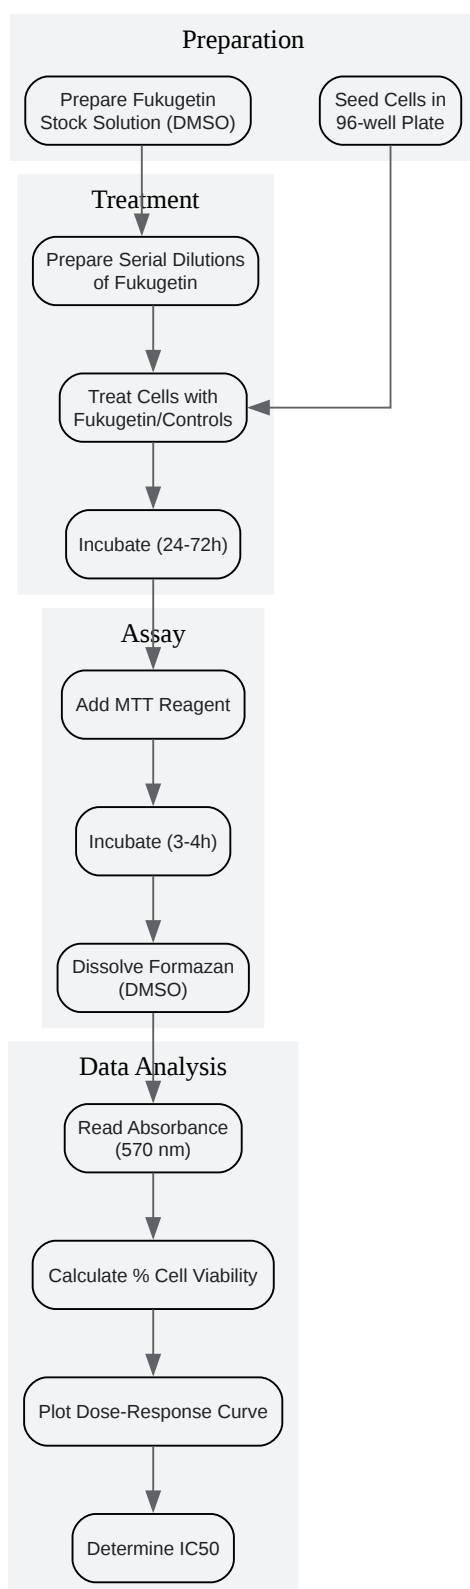 Preparation
Prepare Fukugetin
Stock Solution (DMSO)
Seed Cells in
96-well Plate
Treatment
Prepare Serial Dilutions
of Fukugetin
Treat Cells with
Fukugetin/Controls
Incubate (24-72h)
Assay
Add MTT Reagent
Incubate (3-4h)
Dissolve Formazan
(DMSO)
Data Analysis
Read Absorbance
(570 nm)
Calculate % Cell Viability
Plot Dose-Response Curve
Determine IC50